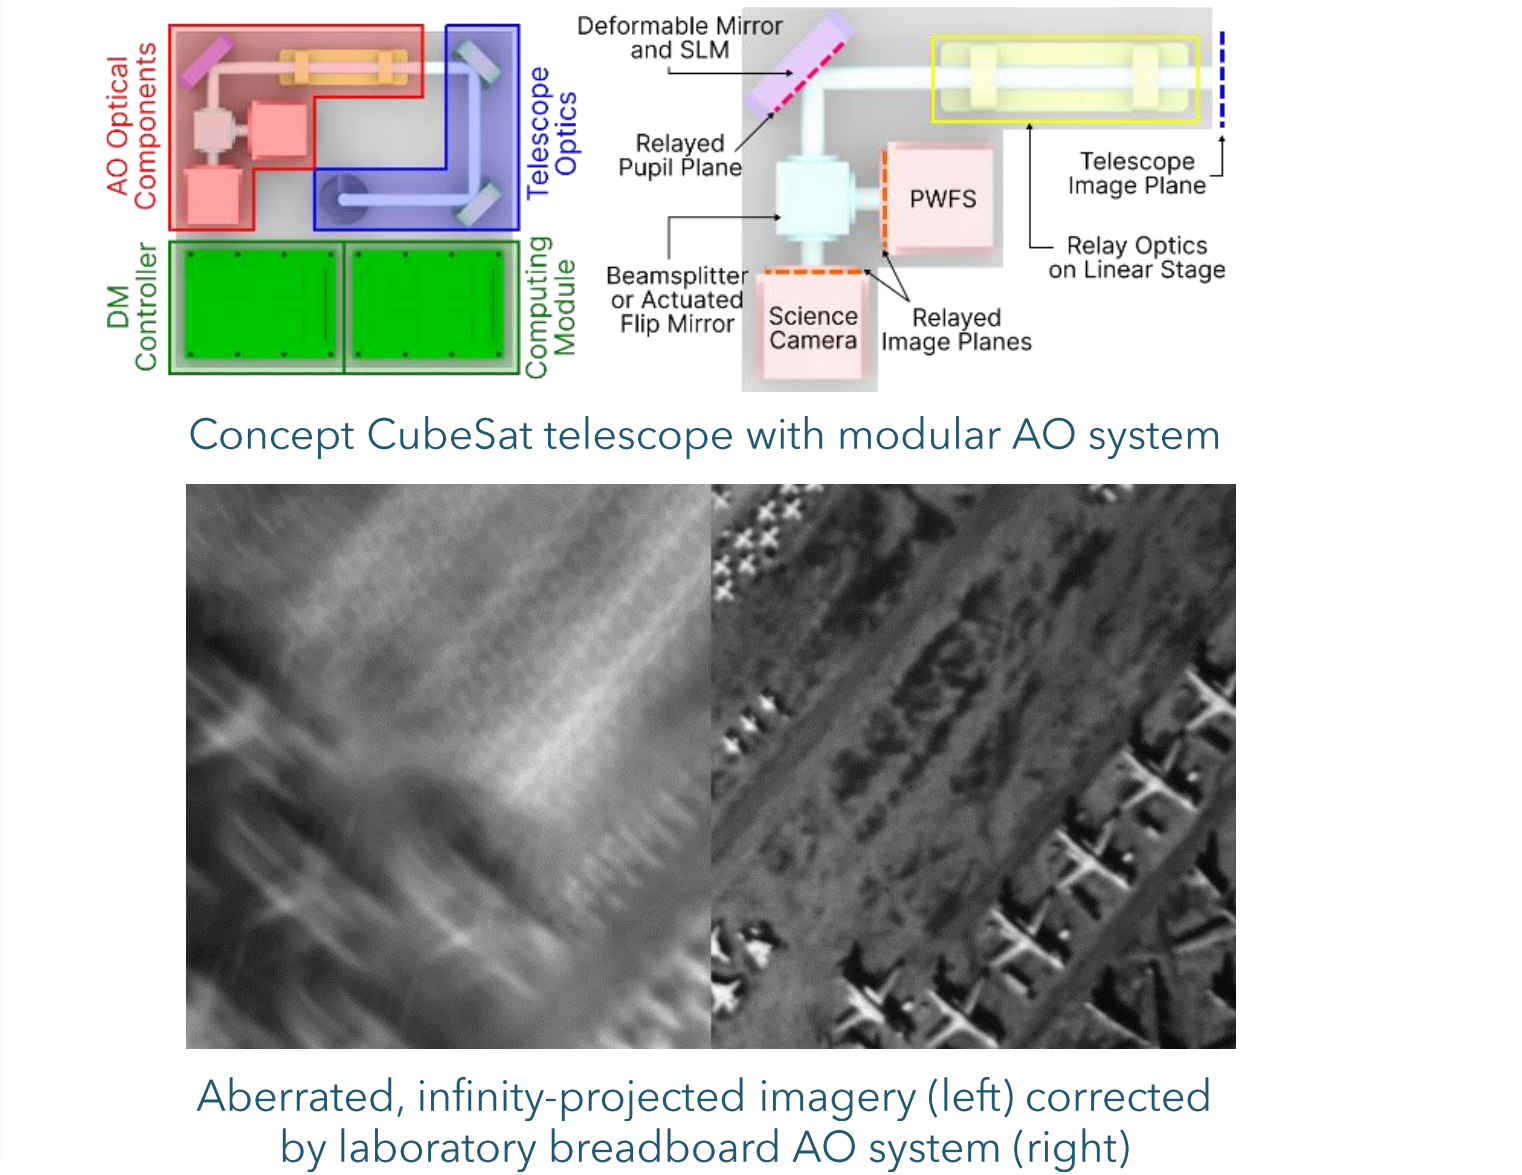 AO Optical
Components
Telescope
Optics
DM
Controller
Computing
Module
Deformable Mirror
and SLM
Relayed
Pupil Plane
Beamsplitter
or Actuated
Flip Mirror
PWFS
Science
Camera
Relayed
Image Planes
Telescope
Image Plane
Relay Optics
on Linear Stage
Concept CubeSat telescope with modular AO system
Aberrated, infinity-projected imagery (left) corrected
by laboratory breadboard AO system (right)